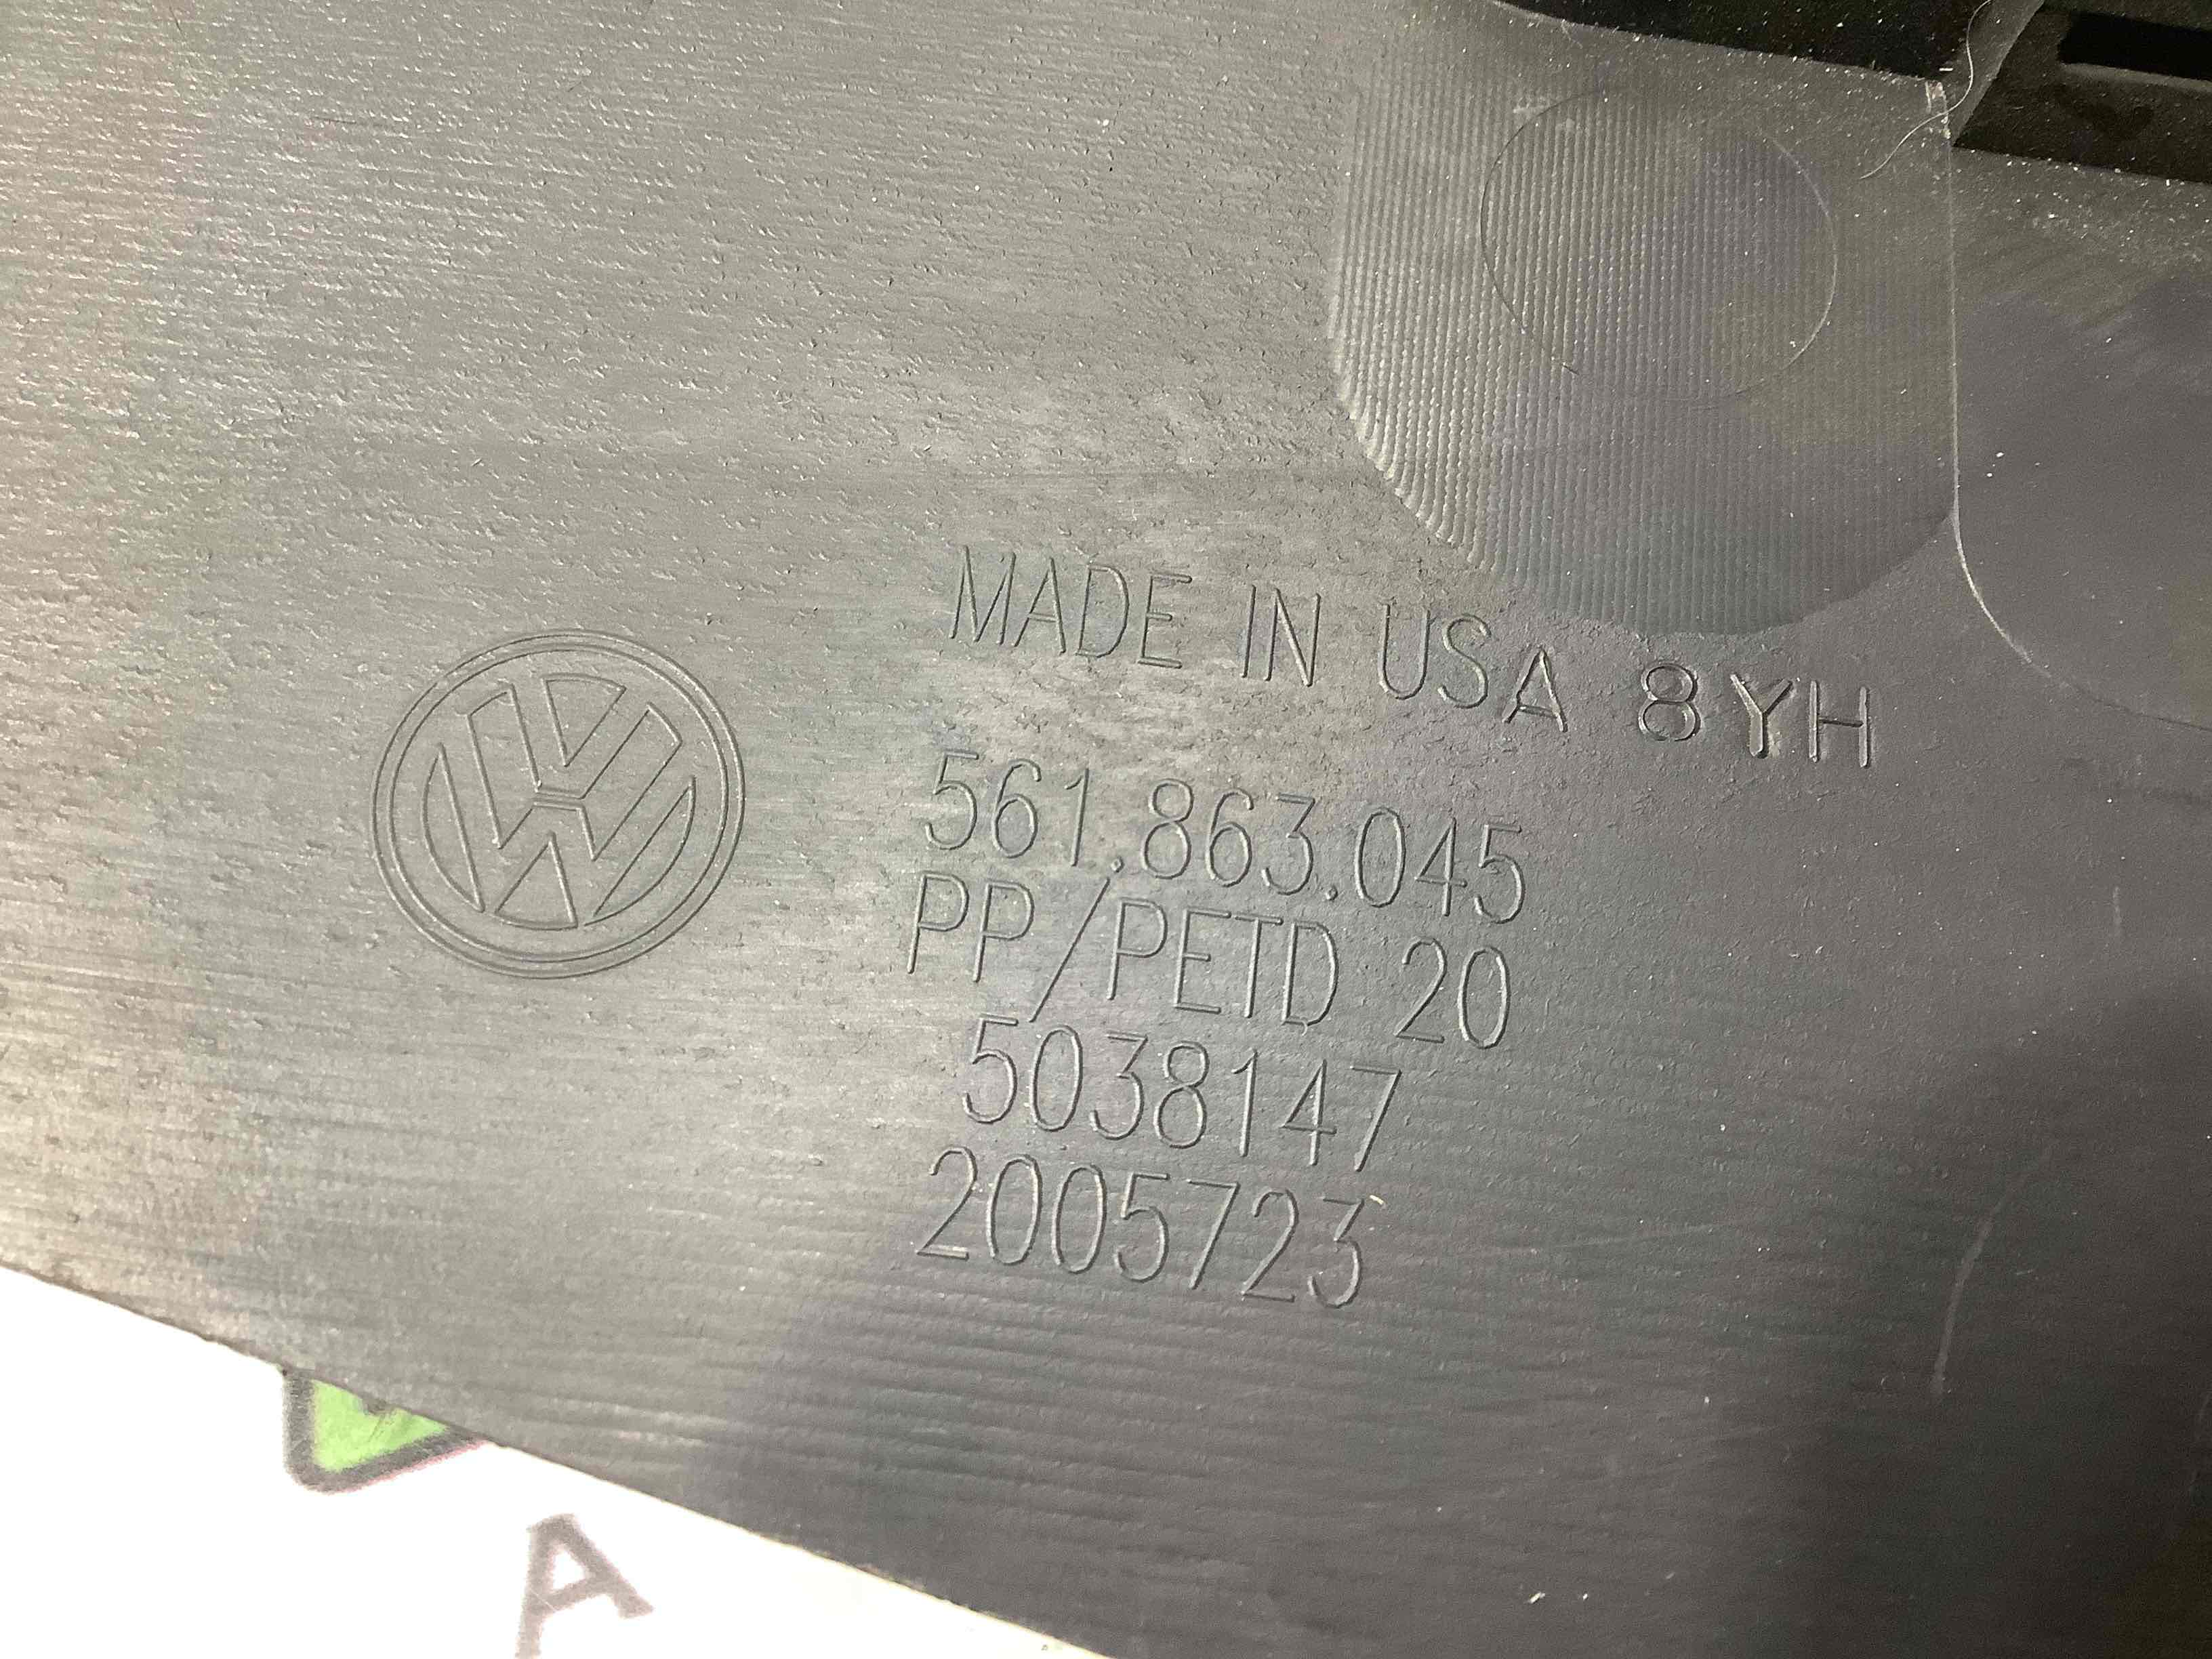 MADE IN USA 8YH
561.863.045
PP/PETD 20
5038147
2005723
A